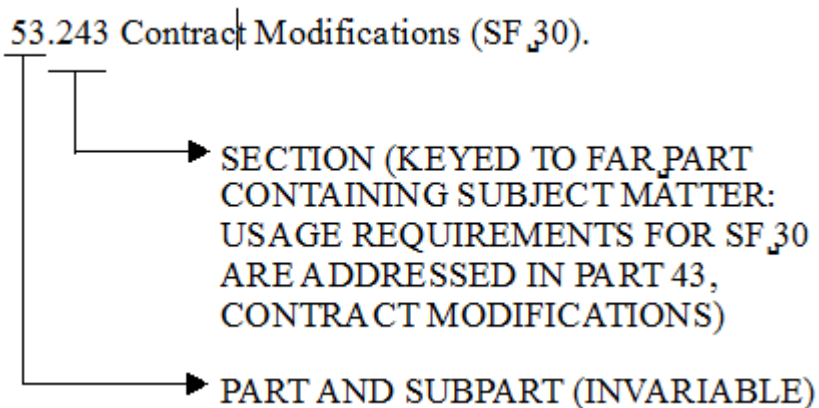 53.243 Contract Modifications (SF 30).
SECTION (KEYED TO FAR PART
CONTAINING SUBJECT MATTER:
USAGE REQUIREMENTS FOR SF 30
ARE ADDRESSED IN PART 43,
CONTRACT MODIFICATIONS)
PART AND SUBPART (INVARIABLE)